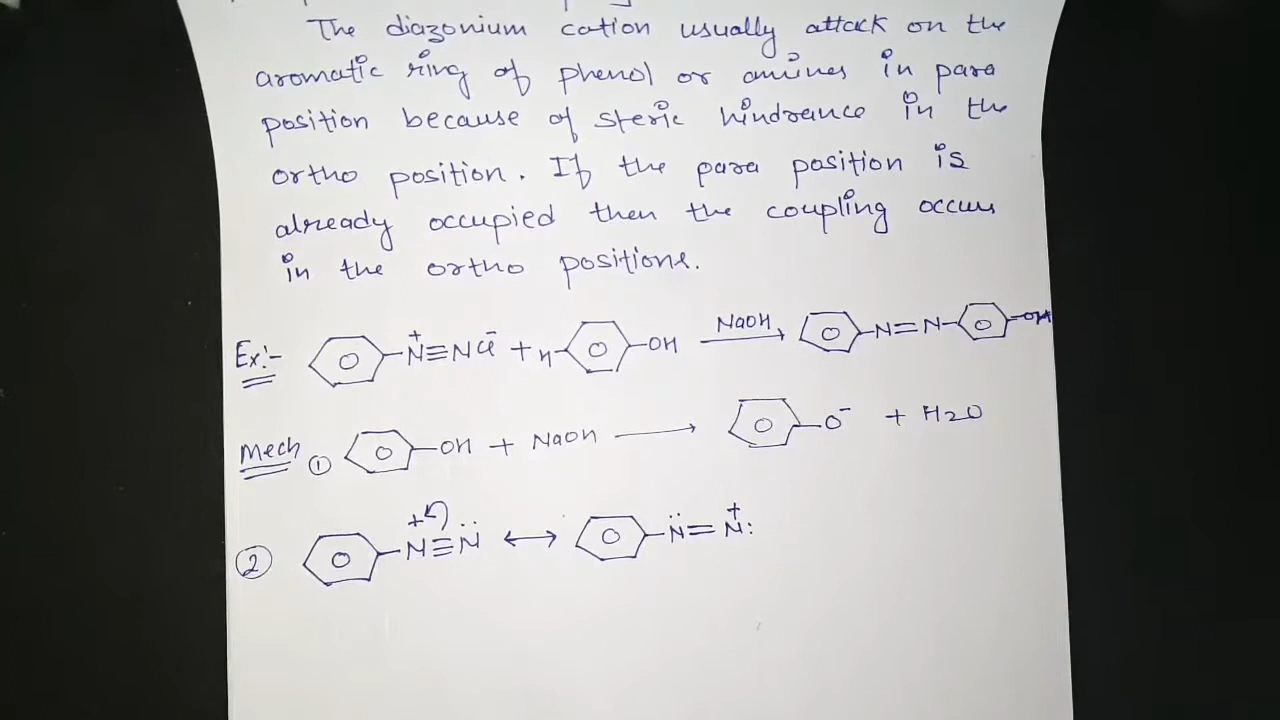 The diazonium cation usually attack on the
aromatic ring of phenol or amines in para
position because of steric hindrance in the
ortho position. If the para position is
already occupied then the coupling occurs
in the ortho positions.
Ex:- N⁺≡NCl⁻ + H- -OH NaOH → -N=N- -OH
Mech ① -OH + NaOH → -O⁻ + H2O
② -N⁺≡N̈ ↔ -N̈=N⁺: